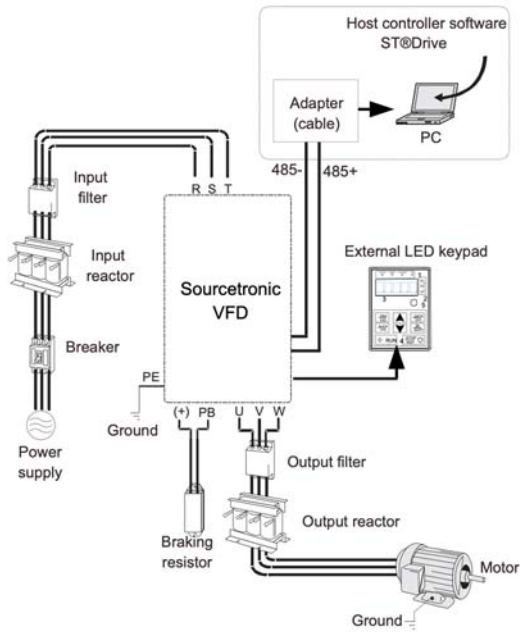 Host controller software
ST®Drive
Adapter
(cable)
PC
485-
485+
Input
filter
R S T
Input
reactor
External LED keypad
Sourcetronic
VFD
Breaker
PE
Ground
(+) PB
U V W
Power
supply
Output filter
Output reactor
Braking
resistor
Motor
Ground